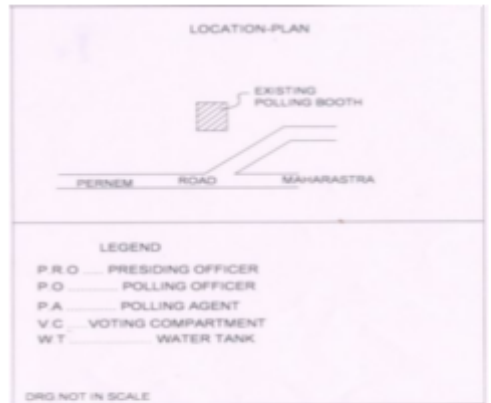 LOCATION-PLAN
EXISTING
POLLING BOOTH
PERNEM ROAD MAHARASTRA
LEGEND
P.R.O ..... PRESIDING OFFICER
P.O ............ POLLING OFFICER
P.A ............ POLLING AGENT
V.C ..... VOTING COMPARTMENT
W.T .................... WATER TANK
DRG.NOT IN SCALE